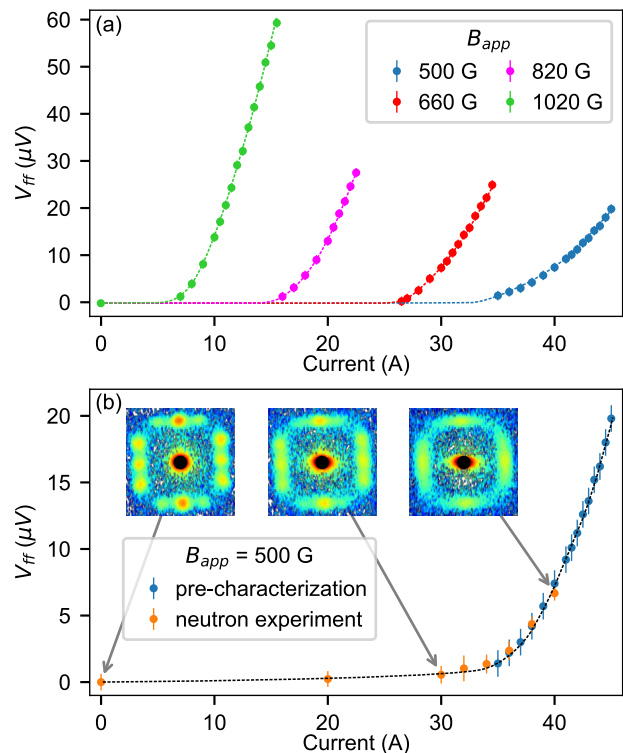 (a)
B_app
500 G
820 G
660 G
1020 G
V_ff (μV)
60
50
40
30
20
10
0
0 10 20 30 40
Current (A)
(b)
B_app = 500 G
pre-characterization
neutron experiment
V_ff (μV)
20
15
10
5
0
0 10 20 30 40
Current (A)